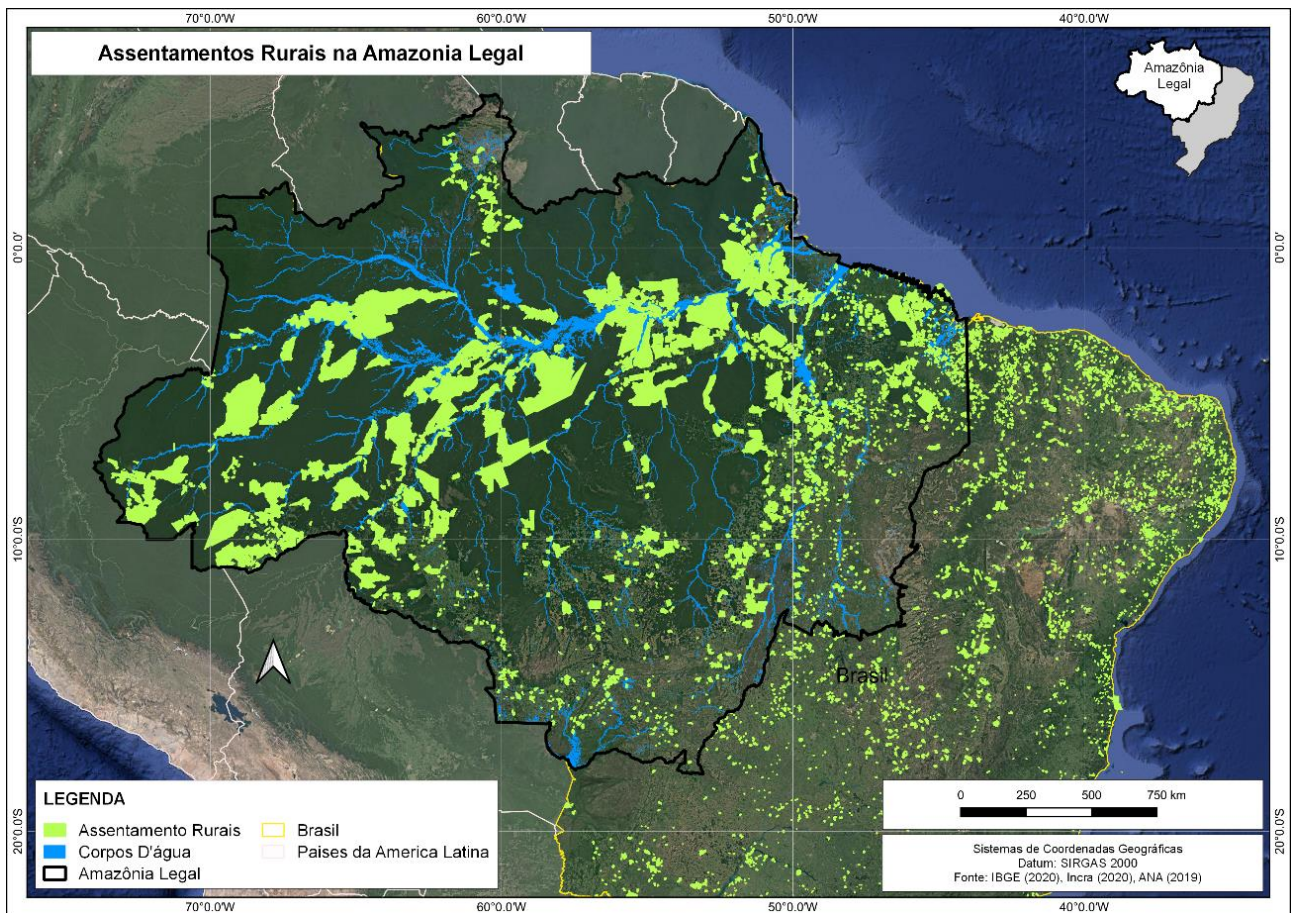 70°0.0'W 60°0.0'W 50°0.0'W 40°0.0'W
Assentamentos Rurais na Amazonia Legal
Amazônia
Legal
0°0.0' 0°0.0'
10°0.0'S 10°0.0'S
Brasil
LEGENDA
Assentamento Rurais Brasil
Corpos D'água Paises da America Latina
Amazônia Legal
0 250 500 750 km
20°0.0'S 20°0.0'S
Sistemas de Coordenadas Geográficas
Datum: SIRGAS 2000
Fonte: IBGE (2020), Incra (2020), ANA (2019)
70°0.0'W 60°0.0'W 50°0.0'W 40°0.0'W